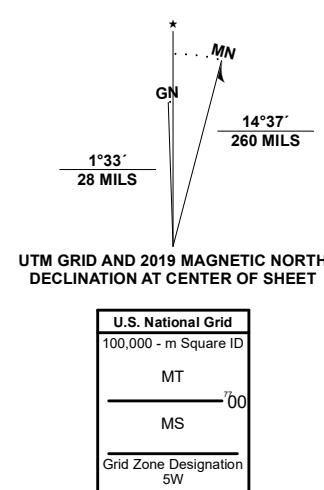 ★
MN
GN
14°37´
260 MILS
1°33´
28 MILS
UTM GRID AND 2019 MAGNETIC NORTH
DECLINATION AT CENTER OF SHEET
U.S. National Grid
100,000 - m Square ID
MT
⁷⁷00
MS
Grid Zone Designation
5W